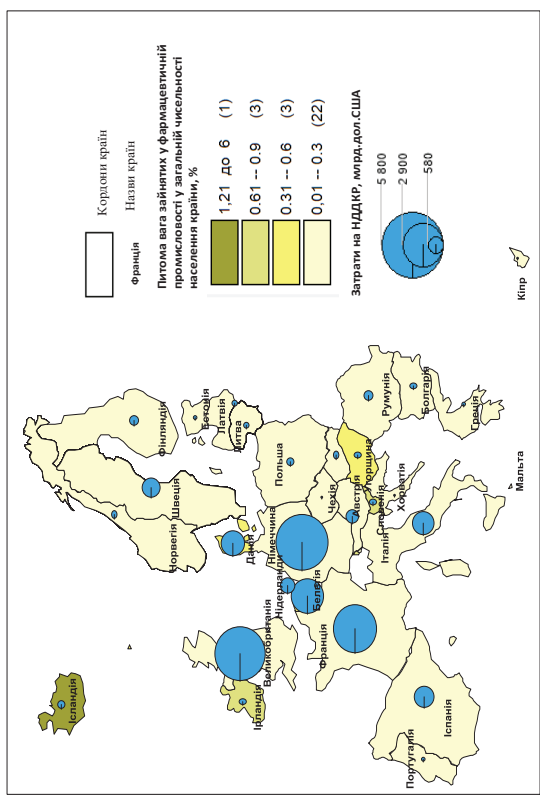 Кордони країн
Франція Назви країн
Питома вага зайнятих у фармацевтичній
промисловості у загальній чисельності
населення країни, %
1,21 до 6 (1)
0.61 -- 0.9 (3)
0.31 -- 0.6 (3)
0,01 -- 0.3 (22)
Затрати на НДДКР, млрд.дол.США
5 800
2 900
580
Ісландія
Норвегія
Швеція
Фінляндія
Естонія
Латвія
Литва
Данія
Ірландія
Великобританія
Нідерланди
Німеччина
Бельгія
Польша
Чехія
Франція
Австрія
Угорщина
Словенія
Хорватія
Румунія
Болгарія
Італія
Греція
Португалія
Іспанія
Мальта
Кіпр